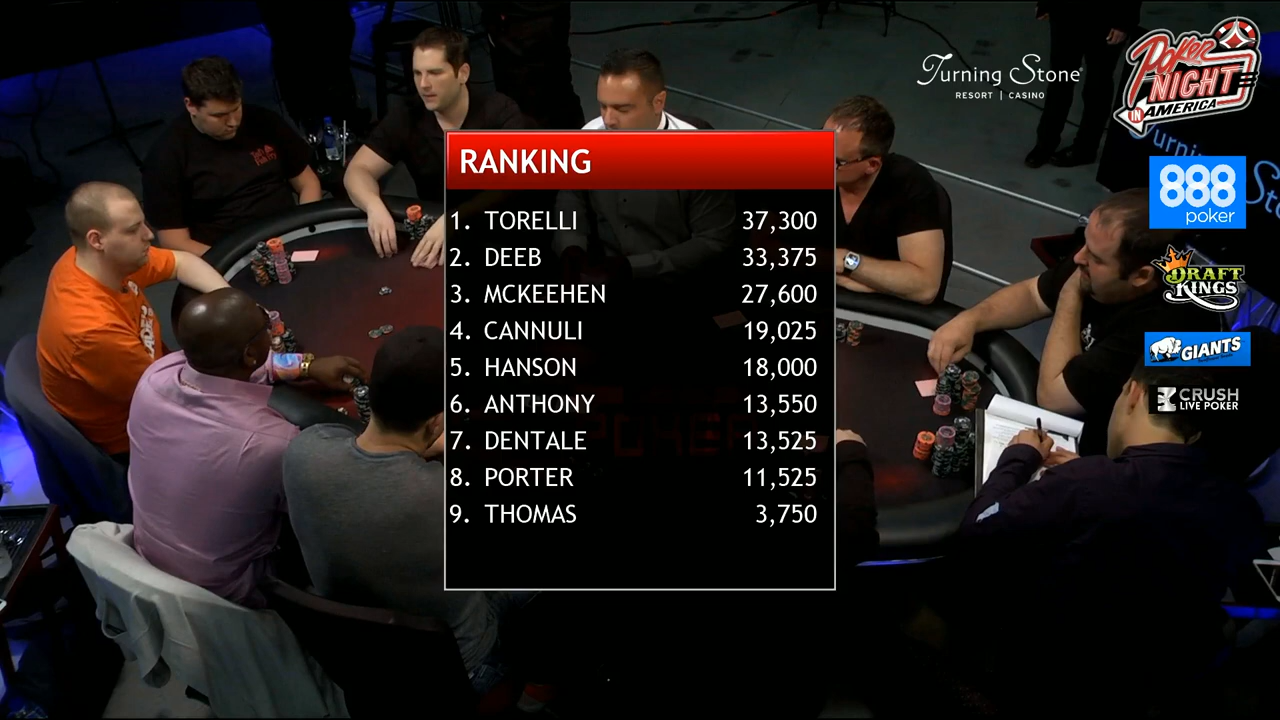 Turning Stone
RESORT | CASINO
Poker
NIGHT
IN AMERICA
RANKING
1. TORELLI 37,300
2. DEEB 33,375
3. MCKEEHEN 27,600
4. CANNULI 19,025
5. HANSON 18,000
6. ANTHONY 13,550
7. DENTALE 13,525
8. PORTER 11,525
9. THOMAS 3,750
888
poker
DRAFT
KINGS
GIANTS
CRUSH
LIVE POKER